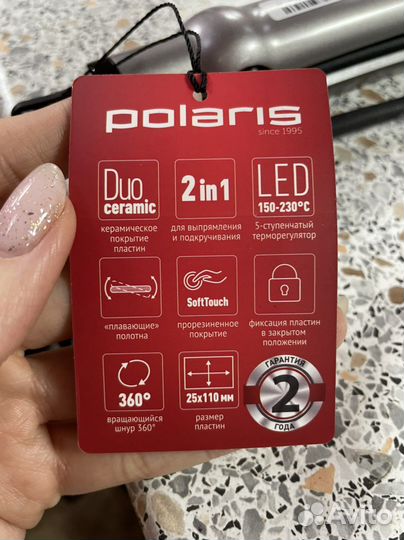 polaris
since 1995
Duo
ceramic
керамическое
покрытие
пластин
2 in 1
для выпрямления
и подкручивания
LED
150-230°C
5-ступенчатый
терморегулятор
«плавающие»
полотна
SoftTouch
прорезиненное
покрытие
фиксация пластин
в закрытом
положении
360°
вращающийся
шнур 360°
25x110 мм
размер
пластин
ГАРАНТИЯ
2
ГОДА
Avito